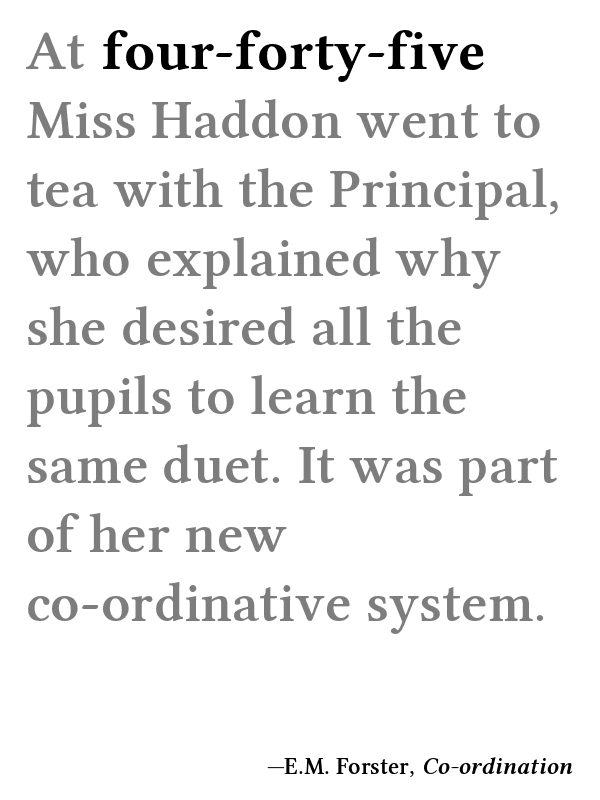 At four-forty-five
Miss Haddon went to
tea with the Principal,
who explained why
she desired all the
pupils to learn the
same duet. It was part
of her new
co-ordinative system.
—E.M. Forster, Co-ordination